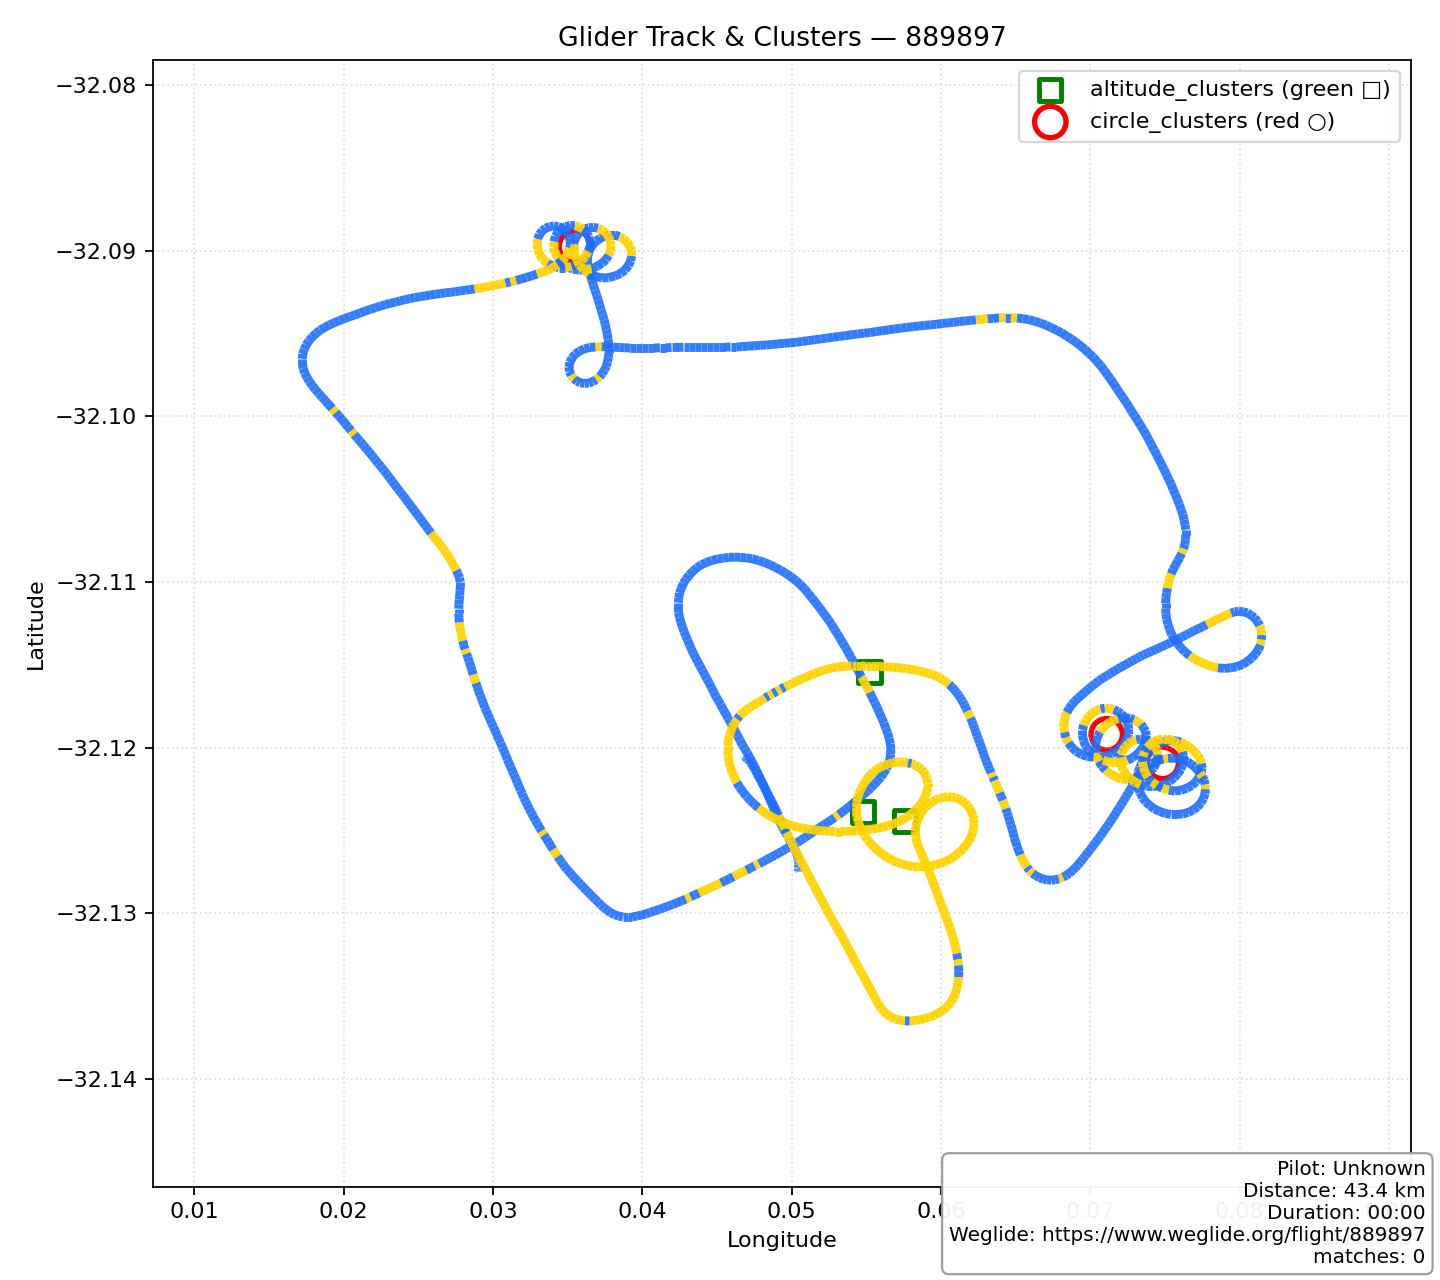 Glider Track & Clusters — 889897
altitude_clusters (green □)
circle_clusters (red ○)
−32.08
−32.09
−32.10
−32.11
−32.12
−32.13
−32.14
Latitude
0.01
0.02
0.03
0.04
0.05
0.06
0.07
0.08
Longitude
Pilot: Unknown
Distance: 43.4 km
Duration: 00:00
Weglide: https://www.weglide.org/flight/889897
matches: 0